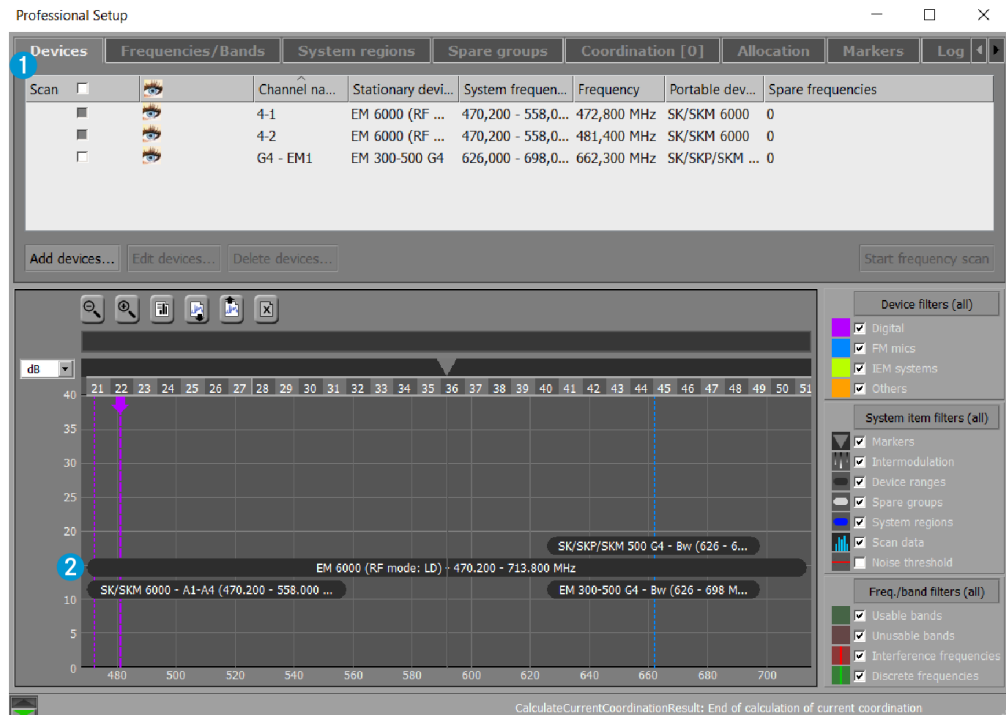 Professional Setup
Devices Frequencies/Bands System regions Spare groups Coordination [0] Allocation Markers Log
1
Scan Channel na... Stationary devi... System frequen... Frequency Portable dev... Spare frequencies
4-1 EM 6000 (RF ... 470,200 - 558,0... 472,800 MHz SK/SKM 6000 0
4-2 EM 6000 (RF ... 470,200 - 558,0... 481,400 MHz SK/SKM 6000 0
G4 - EM1 EM 300-500 G4 626,000 - 698,0... 662,300 MHz SK/SKP/SKM ... 0
Add devices... Edit devices... Delete devices... Start frequency scan
Device filters (all)
Digital
FM mics
IEM systems
Others
System item filters (all)
Markers
Intermodulation
Device ranges
Spare groups
System regions
Scan data
Noise threshold
Freq./band filters (all)
Usable bands
Unusable bands
Interference frequencies
Discrete frequencies
dB
21 22 23 24 25 26 27 28 29 30 31 32 33 34 35 36 37 38 39 40 41 42 43 44 45 46 47 48 49 50 51
40
35
30
25
20
SK/SKP/SKM 500 G4 - Bw (626 - 6...
2 EM 6000 (RF mode: LD) - 470.200 - 713.800 MHz
SK/SKM 6000 - A1-A4 (470.200 - 558.000 ... EM 300-500 G4 - Bw (626 - 698 M...
10
5
0
480 500 520 540 560 580 600 620 640 660 680 700
CalculateCurrentCoordinationResult: End of calculation of current coordination